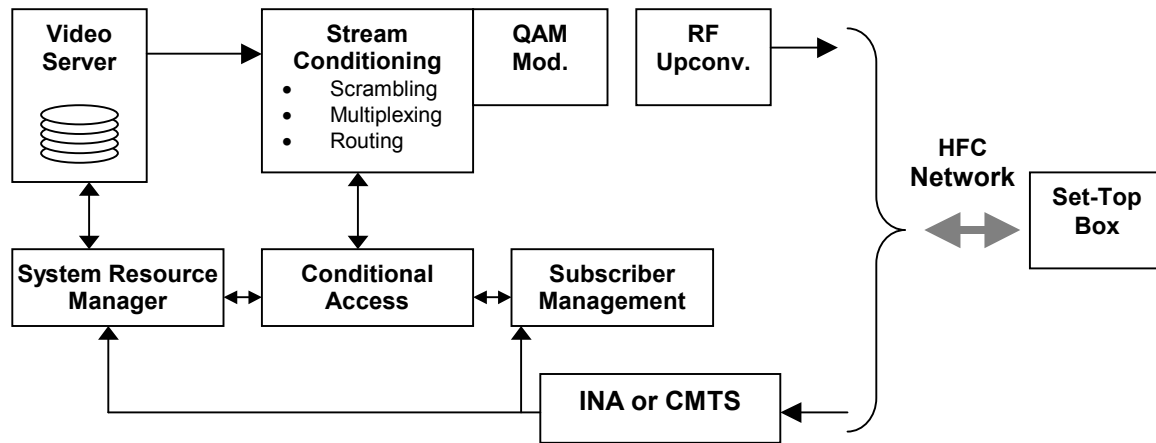 Video
Server
Stream
Conditioning
• Scrambling
• Multiplexing
• Routing
QAM
Mod.
RF
Upconv.
HFC
Network
Set-Top
Box
System Resource
Manager
Conditional
Access
Subscriber
Management
INA or CMTS